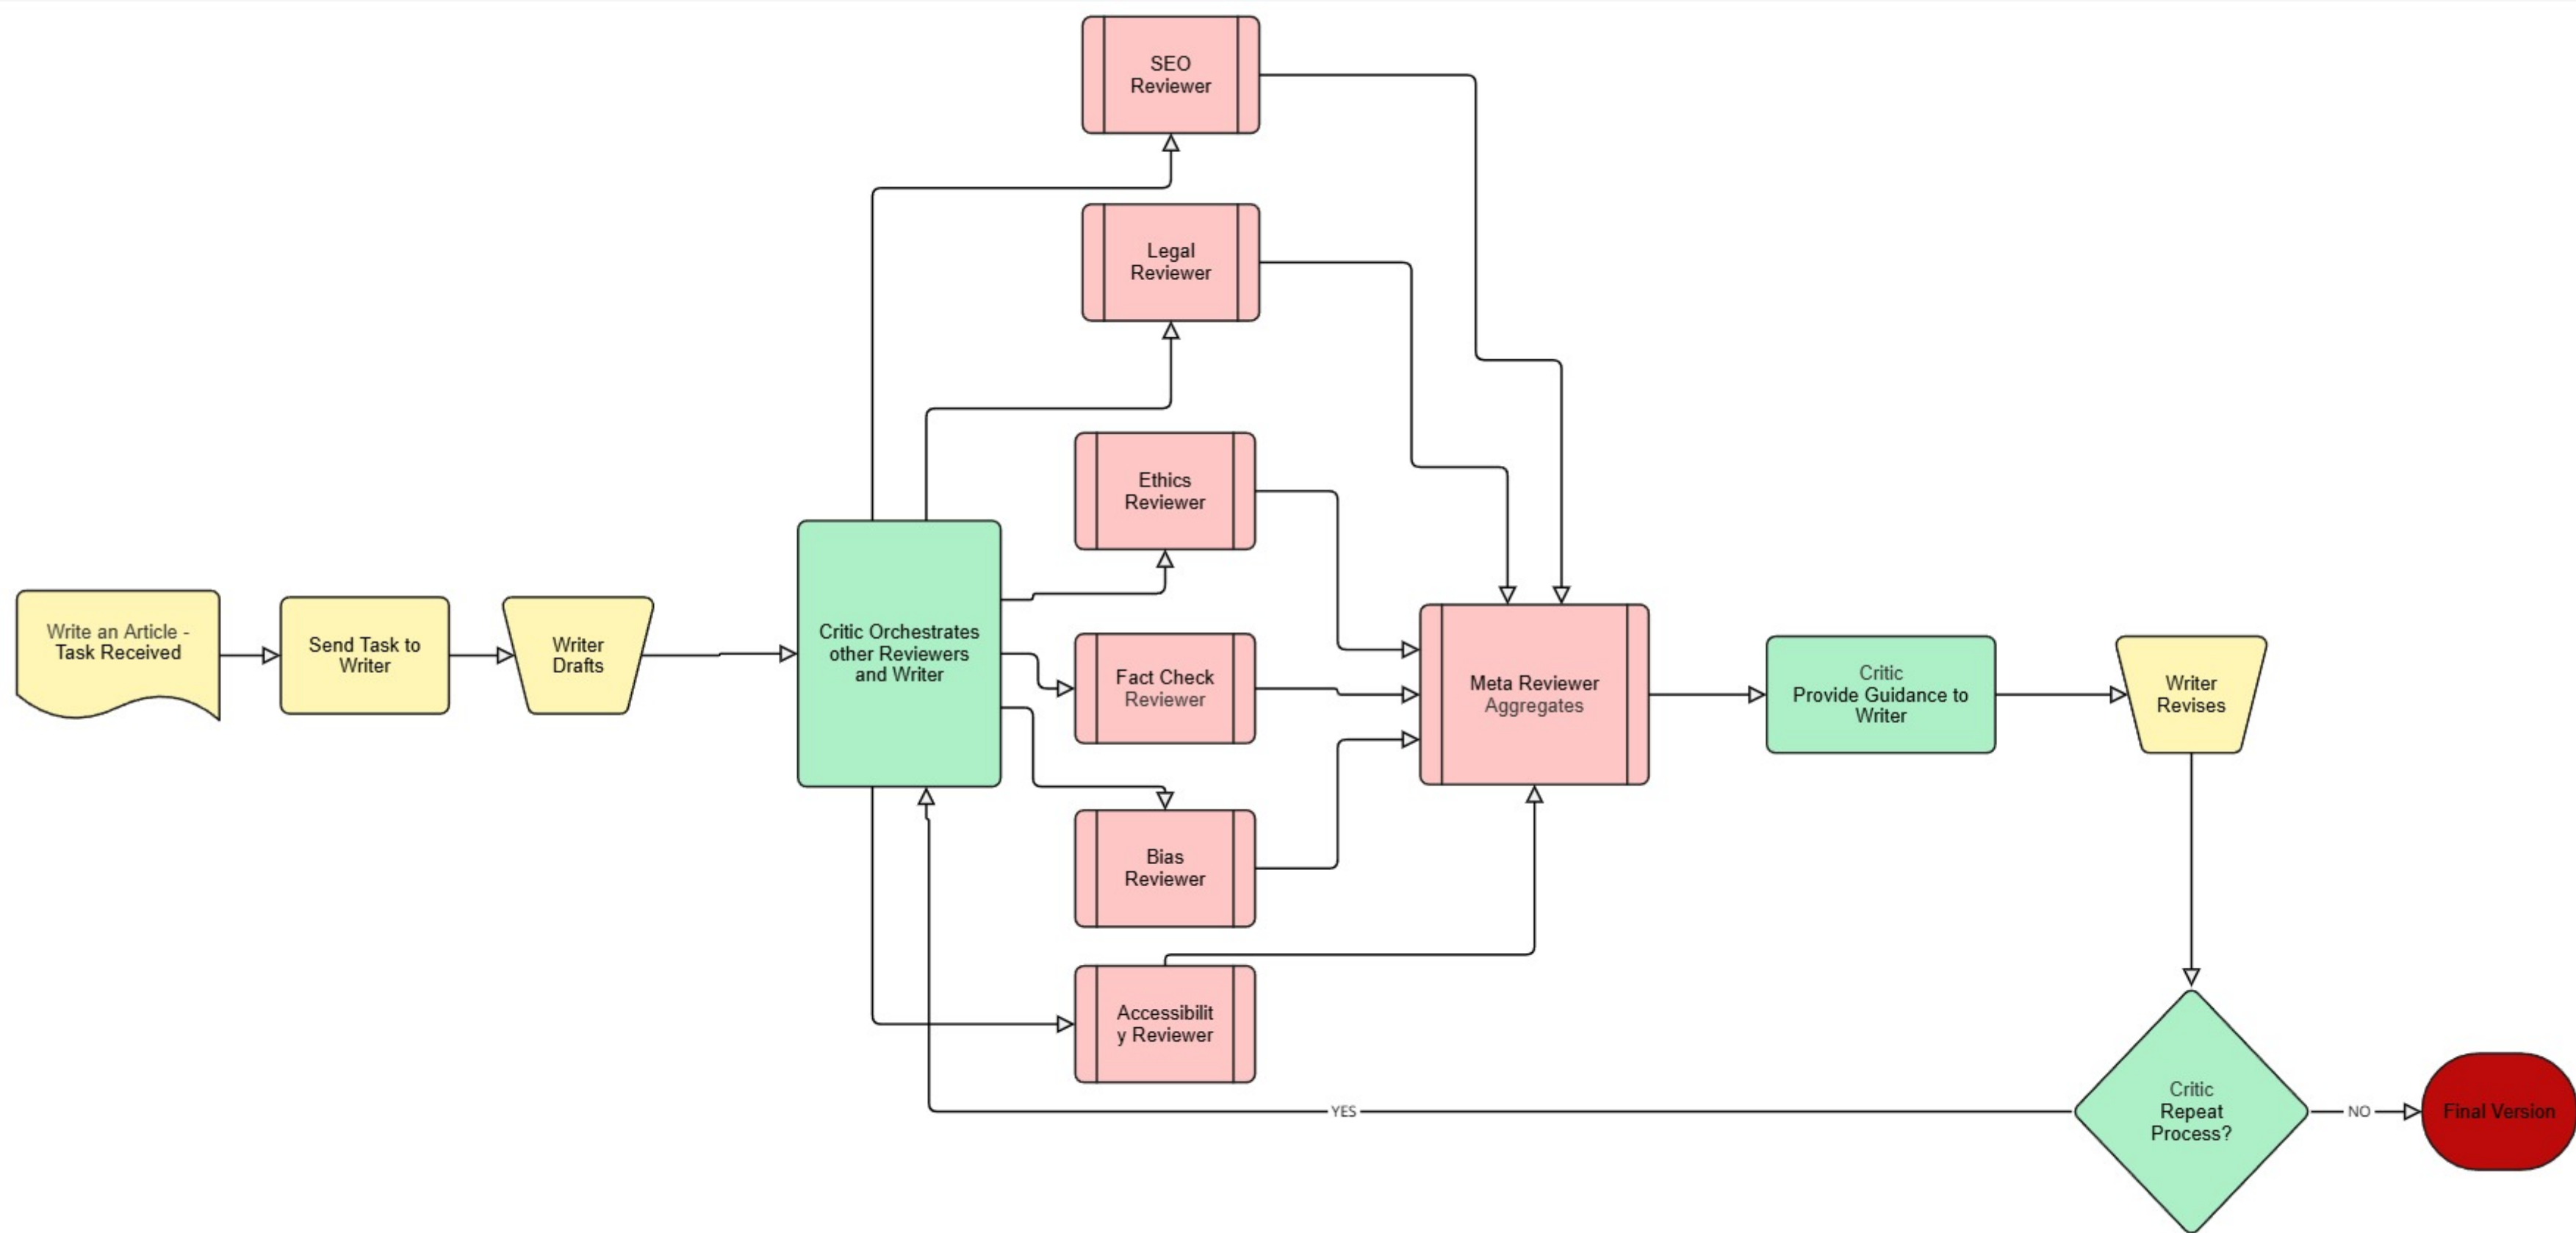 SEO
Reviewer
Legal
Reviewer
Ethics
Reviewer
Write an Article -
Task Received
Send Task to
Writer
Writer
Drafts
Critic Orchestrates
other Reviewers
and Writer
Fact Check
Reviewer
Meta Reviewer
Aggregates
Critic
Provide Guidance to
Writer
Writer
Revises
Bias
Reviewer
Accessibilit
y Reviewer
YES
Critic
Repeat
Process?
NO
Final Version